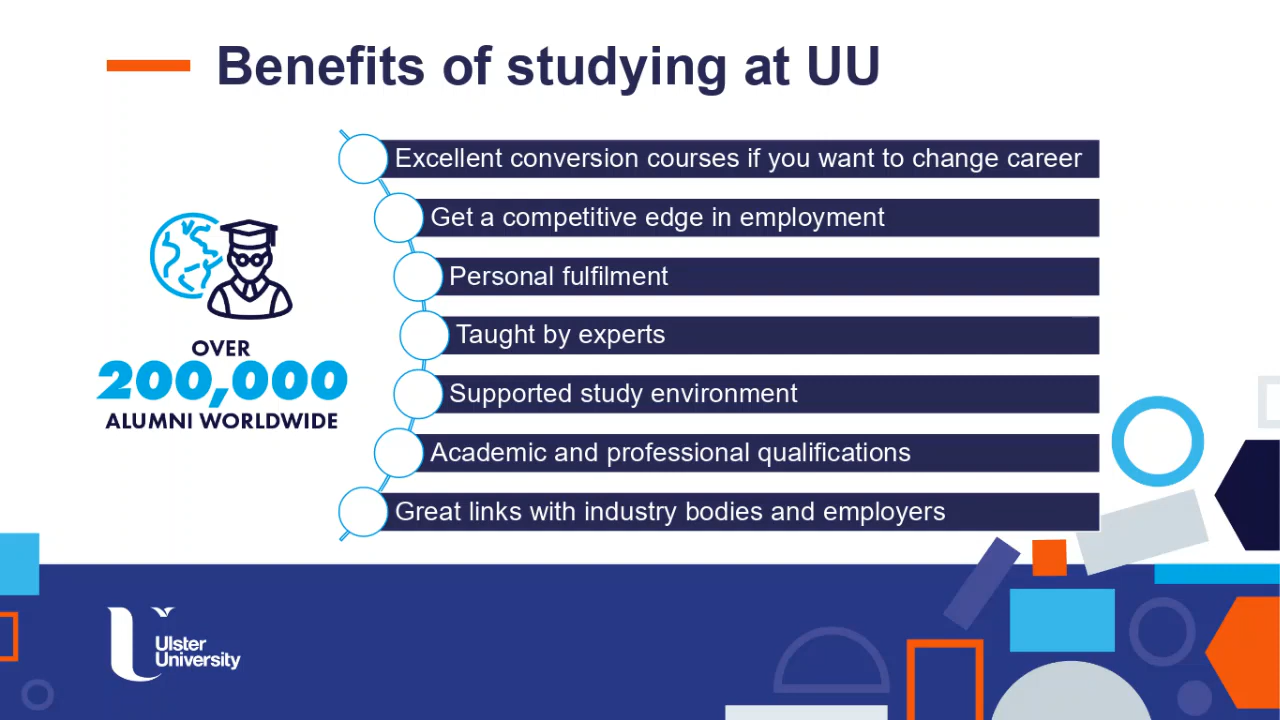 Benefits of studying at UU
Excellent conversion courses if you want to change career
Get a competitive edge in employment
Personal fulfilment
Taught by experts
Supported study environment
Academic and professional qualifications
Great links with industry bodies and employers
OVER
200,000
ALUMNI WORLDWIDE
Ulster
University